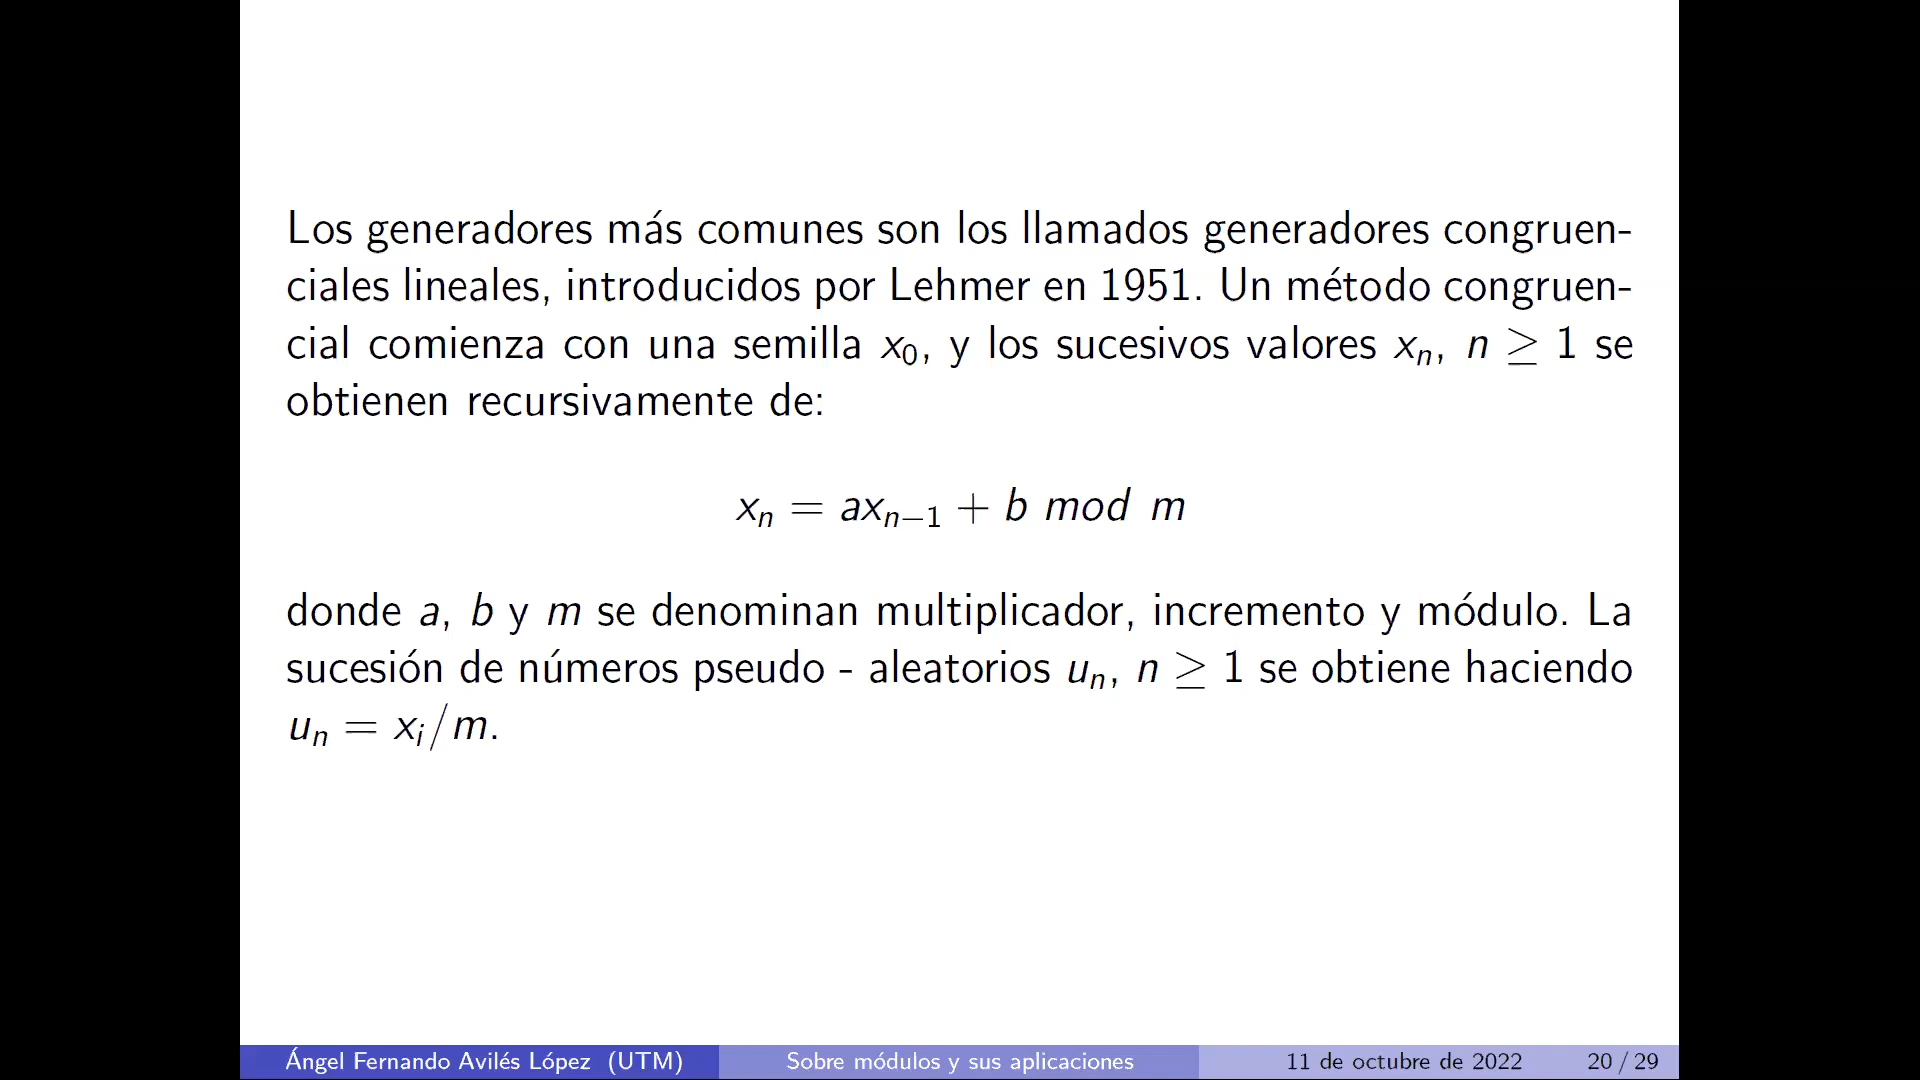 Los generadores más comunes son los llamados generadores congruen-
ciales lineales, introducidos por Lehmer en 1951. Un método congruen-
cial comienza con una semilla x₀, y los sucesivos valores xₙ, n ≥ 1 se
obtienen recursivamente de:
xₙ = axₙ₋₁ + b mod m
donde a, b y m se denominan multiplicador, incremento y módulo. La
sucesión de números pseudo - aleatorios uₙ, n ≥ 1 se obtiene haciendo
uₙ = xᵢ/m.
Ángel Fernando Avilés López (UTM) Sobre módulos y sus aplicaciones 11 de octubre de 2022 20 / 29